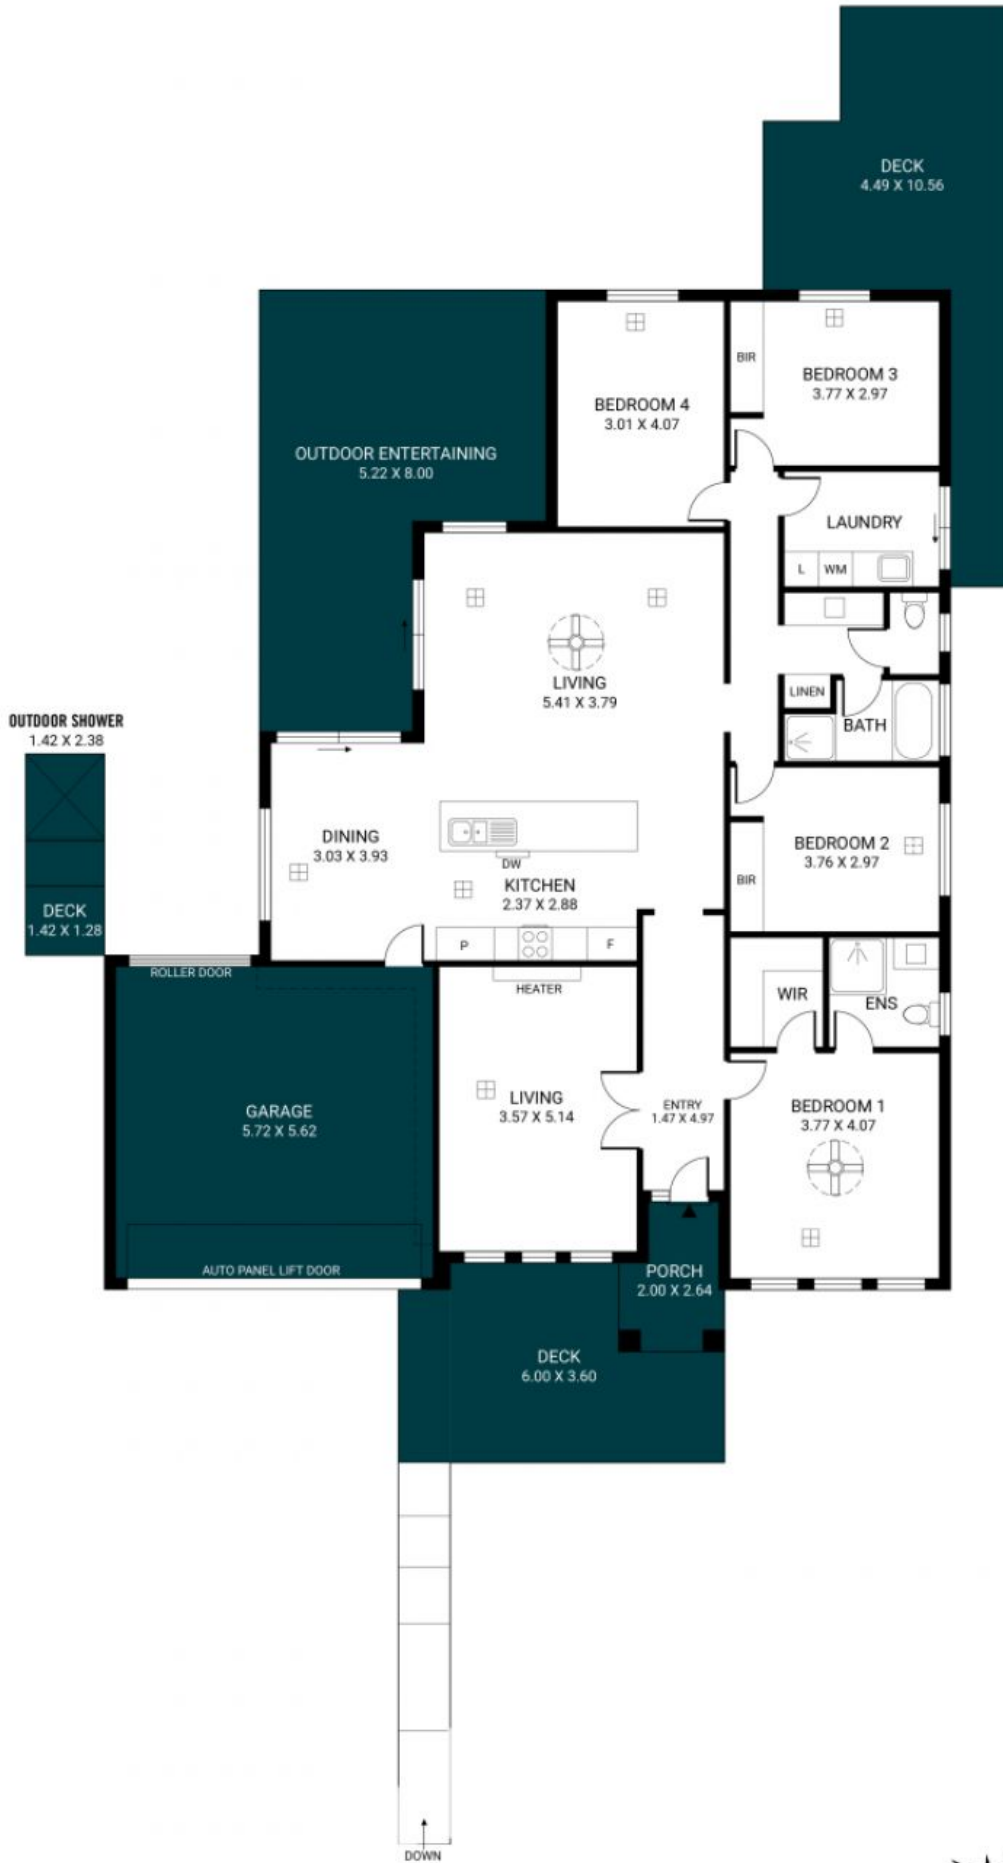 DECK
4.49 X 10.56
BIR
BEDROOM 3
3.77 X 2.97
BEDROOM 4
3.01 X 4.07
OUTDOOR ENTERTAINING
5.22 X 8.00
LAUNDRY
L
WM
LIVING
5.41 X 3.79
LINEN
BATH
OUTDOOR SHOWER
1.42 X 2.38
DINING
3.03 X 3.93
DW
KITCHEN
2.37 X 2.88
BEDROOM 2
3.76 X 2.97
BIR
DECK
1.42 X 1.28
P
F
ROLLER DOOR
HEATER
WIR
ENS
LIVING
3.57 X 5.14
ENTRY
1.47 X 4.97
BEDROOM 1
3.77 X 4.07
GARAGE
5.72 X 5.62
AUTO PANEL LIFT DOOR
PORCH
2.00 X 2.64
DECK
6.00 X 3.60
DOWN